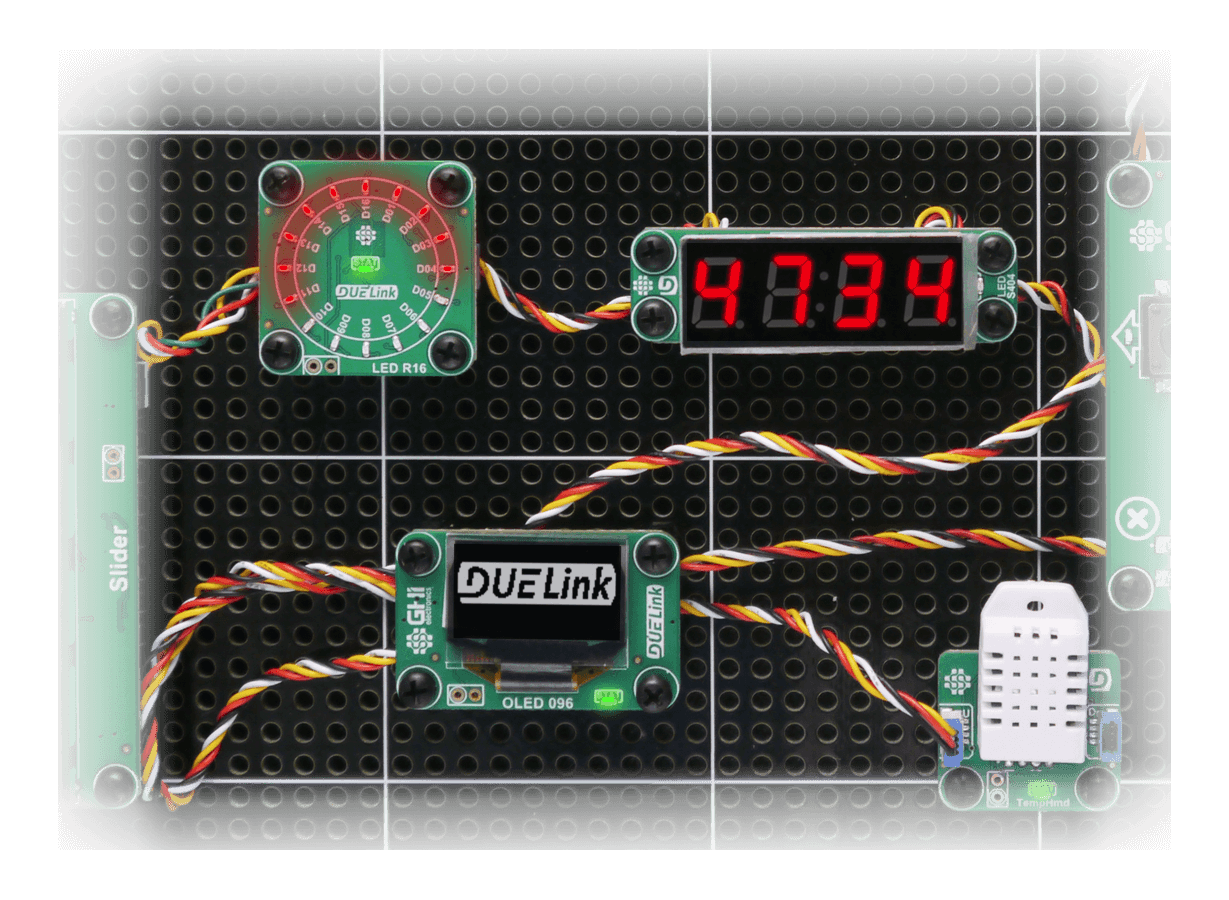 D16
D01
D02
D03
D04
D05
D06
D07
D08
D09
D10
D11
D12
D13
D14
D15
DUELink
LED R16
4734
LED
S404
Slider
GHI
electronics
DUELink
DUELink
OLED 096
U
D
TempHmd